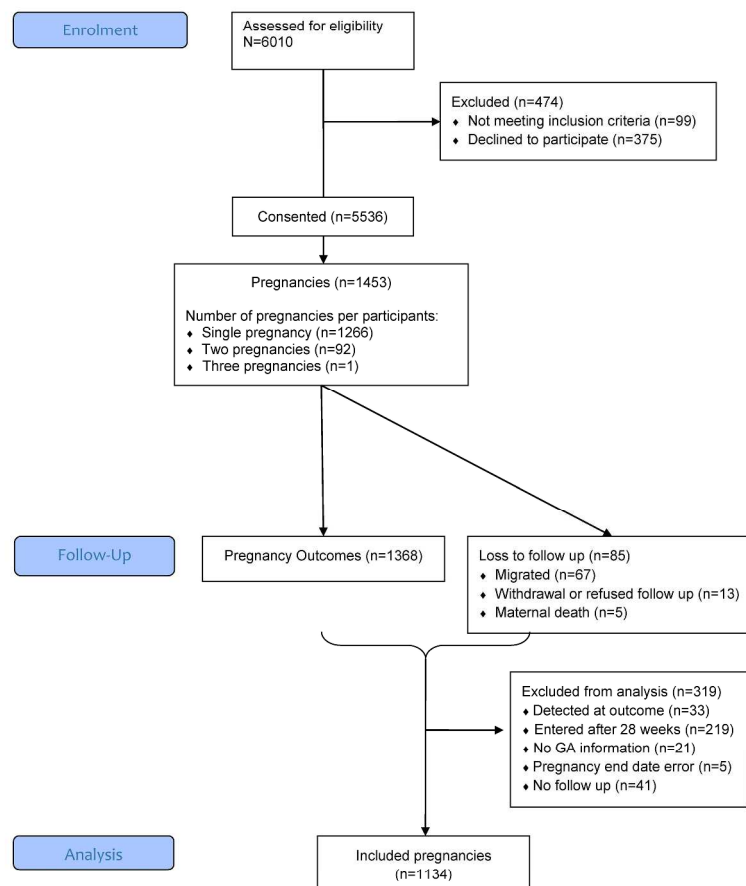 Enrolment
Assessed for eligibility
N=6010
Excluded (n=474)
♦ Not meeting inclusion criteria (n=99)
♦ Declined to participate (n=375)
Consented (n=5536)
Pregnancies (n=1453)
Number of pregnancies per participants:
♦ Single pregnancy (n=1266)
♦ Two pregnancies (n=92)
♦ Three pregnancies (n=1)
Follow-Up
Pregnancy Outcomes (n=1368)
Loss to follow up (n=85)
♦ Migrated (n=67)
♦ Withdrawal or refused follow up (n=13)
♦ Maternal death (n=5)
Excluded from analysis (n=319)
♦ Detected at outcome (n=33)
♦ Entered after 28 weeks (n=219)
♦ No GA information (n=21)
♦ Pregnancy end date error (n=5)
♦ No follow up (n=41)
Analysis
Included pregnancies
(n=1134)